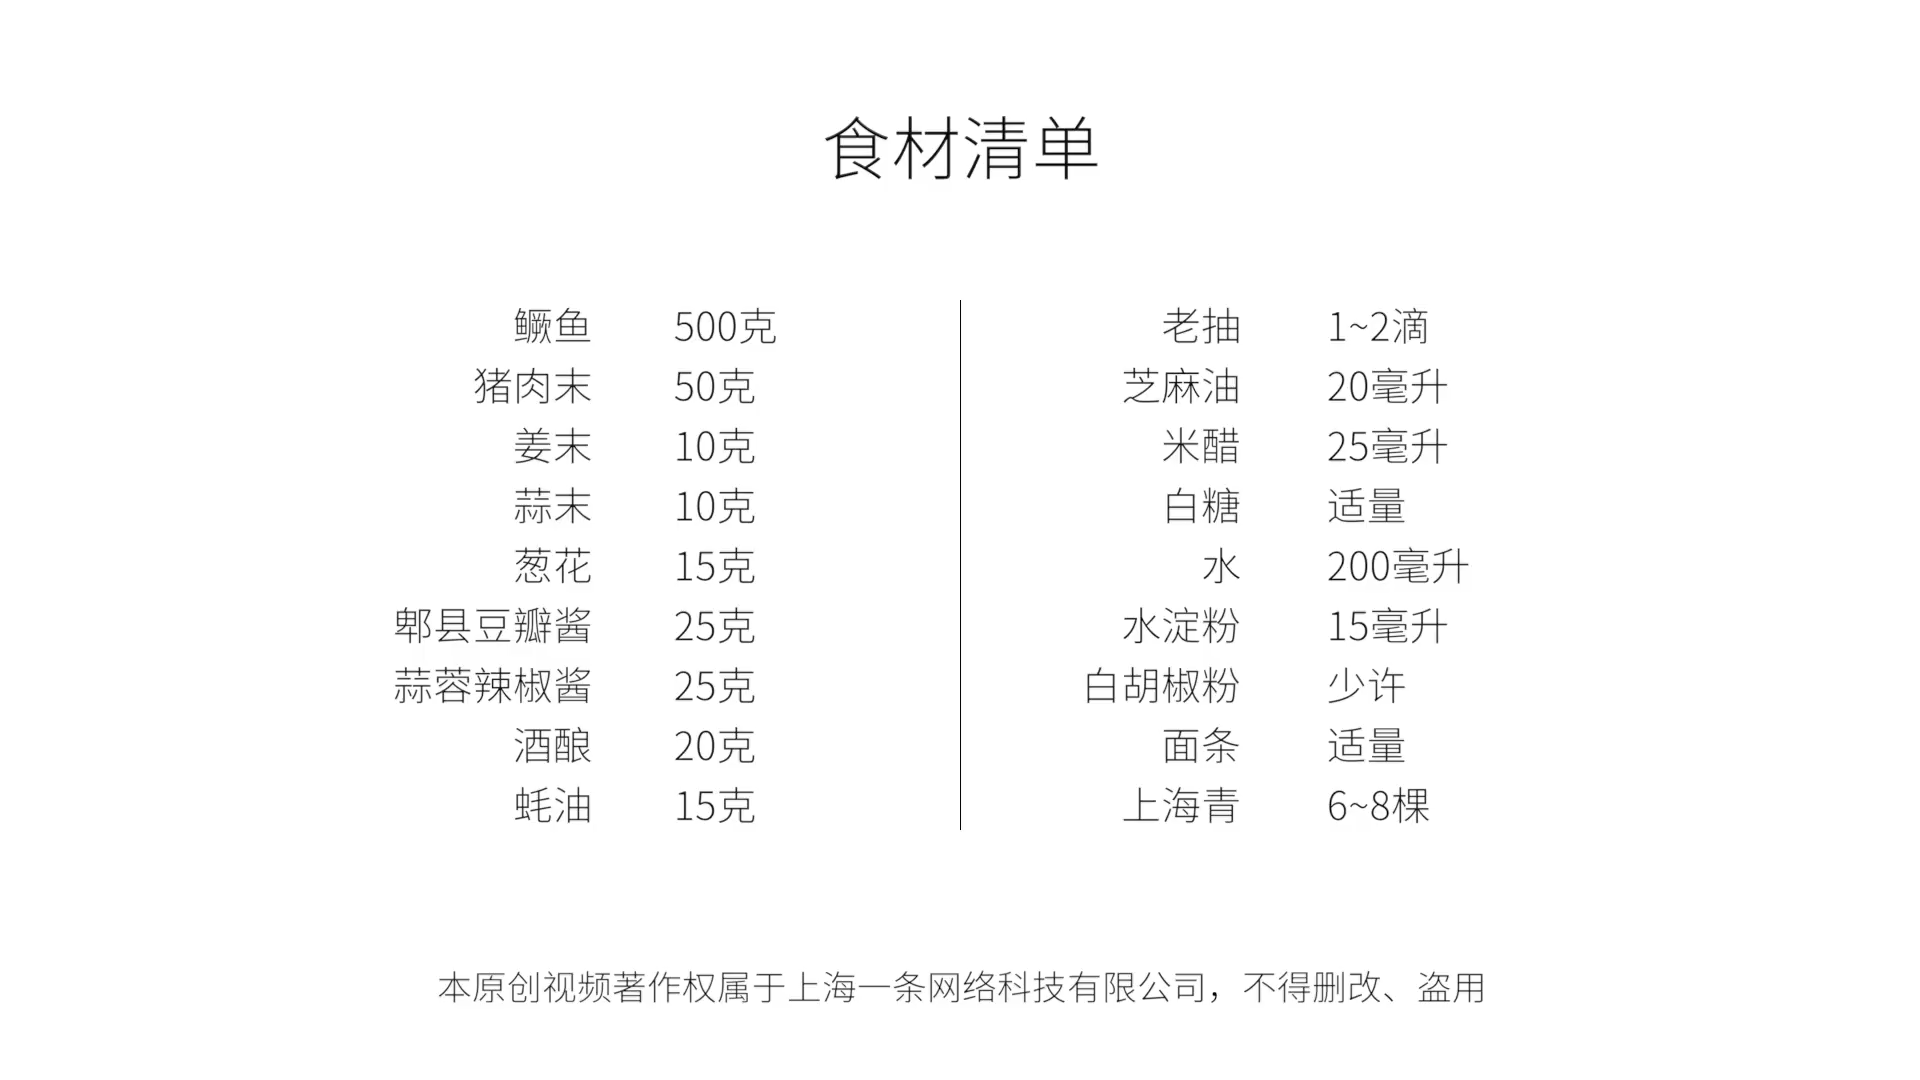 食材清单
鳜鱼 500克
猪肉末 50克
姜末 10克
蒜末 10克
葱花 15克
郫县豆瓣酱 25克
蒜蓉辣椒酱 25克
酒酿 20克
蚝油 15克
老抽 1~2滴
芝麻油 20毫升
米醋 25毫升
白糖 适量
水 200毫升
水淀粉 15毫升
白胡椒粉 少许
面条 适量
上海青 6~8棵
本原创视频著作权属于上海一条网络科技有限公司，不得删改、盗用